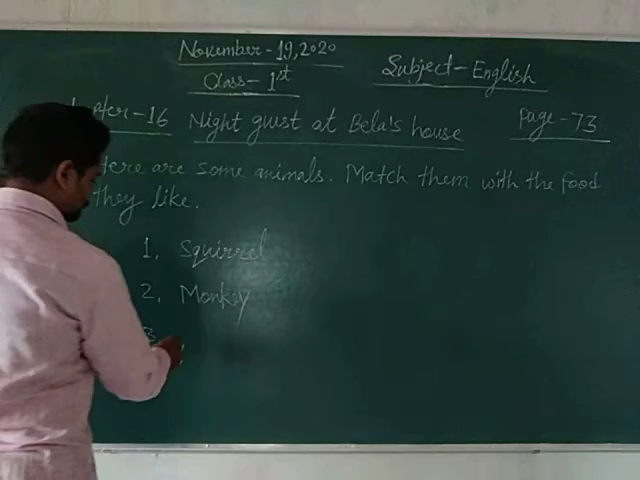 November-19,2020
Class-1st
Subject-English
-16 Night guest at Bela's house Page-73
Here are some animals. Match them with the food
they like.
1. Squirrel
2. Monkey
3